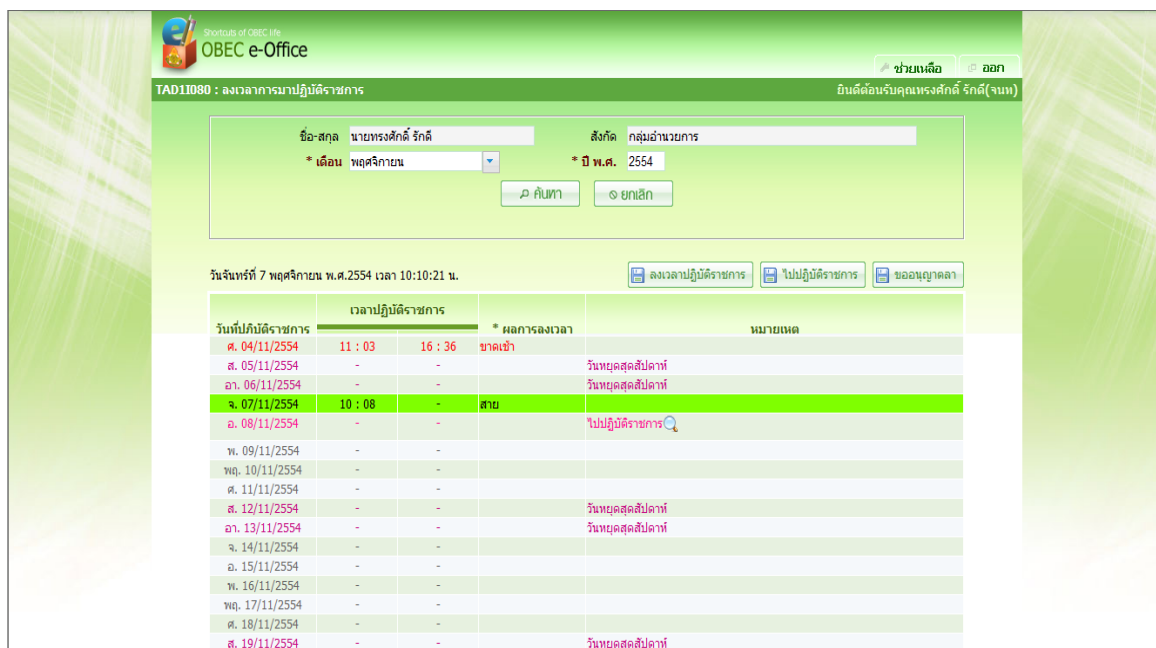 Shortcuts of OBEC life
OBEC e-Office
ช่วยเหลือ ออก
TAD1I080 : ลงเวลาการมาปฏิบัติราชการ ยินดีต้อนรับคุณทรงศักดิ์ รักดี(จนท)
ชื่อ-สกุล นายทรงศักดิ์ รักดี สังกัด กลุ่มอำนวยการ
* เดือน พฤศจิกายน * ปี พ.ศ. 2554
ค้นหา ยกเลิก
วันจันทร์ที่ 7 พฤศจิกายน พ.ศ.2554 เวลา 10:10:21 น. ลงเวลาปฏิบัติราชการ ไปปฏิบัติราชการ ขออนุญาตลา
เวลาปฏิบัติราชการ
วันที่ปฏิบัติราชการ * ผลการลงเวลา หมายเหตุ
ศ. 04/11/2554 11 : 03 16 : 36 ขาดเช้า
ส. 05/11/2554 - - วันหยุดสุดสัปดาห์
อา. 06/11/2554 - - วันหยุดสุดสัปดาห์
จ. 07/11/2554 10 : 08 - สาย
อ. 08/11/2554 - - ไปปฏิบัติราชการ
พ. 09/11/2554 - -
พฤ. 10/11/2554 - -
ศ. 11/11/2554 - -
ส. 12/11/2554 - - วันหยุดสุดสัปดาห์
อา. 13/11/2554 - - วันหยุดสุดสัปดาห์
จ. 14/11/2554 - -
อ. 15/11/2554 - -
พ. 16/11/2554 - -
พฤ. 17/11/2554 - -
ศ. 18/11/2554 - -
ส. 19/11/2554 - - วันหยุดสุดสัปดาห์